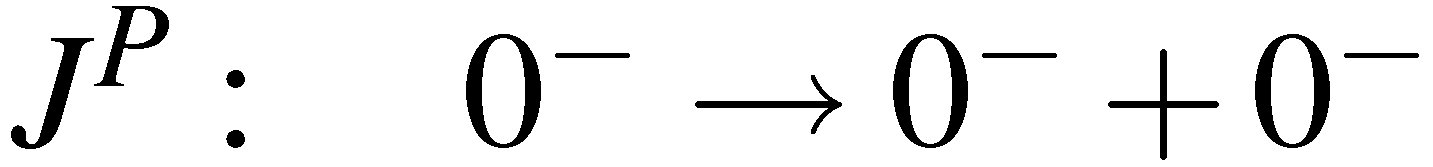 J^P : 0^− ⟶ 0^− + 0^−